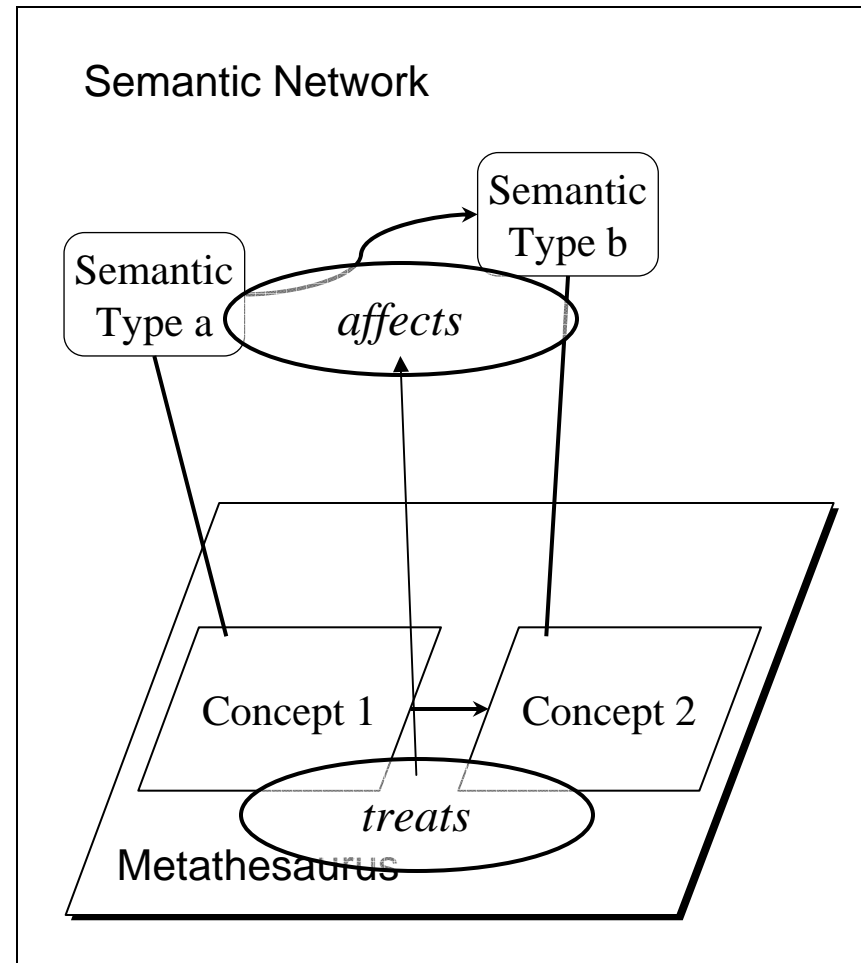 Semantic Network
Semantic
Type b
Semantic
Type a
affects
Concept 1
Concept 2
treats
Metathesaurus